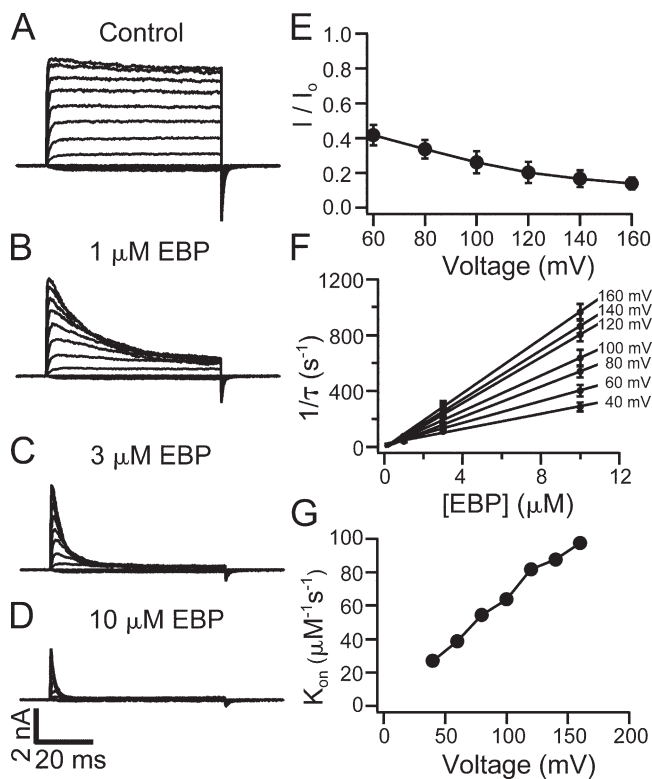 A
Control
B
1 μM EBP
C
3 μM EBP
D
10 μM EBP
2 nA
20 ms
E
I / Io
1.0
0.8
0.6
0.4
0.2
0.0
60 80 100 120 140 160
Voltage (mV)
F
1/τ (s-1)
1200
800
400
0
160 mV
140 mV
120 mV
100 mV
80 mV
60 mV
40 mV
0 4 8 12
[EBP] (μM)
G
Kon (μM-1s-1)
100
80
60
40
20
0
0 50 100 150 200
Voltage (mV)